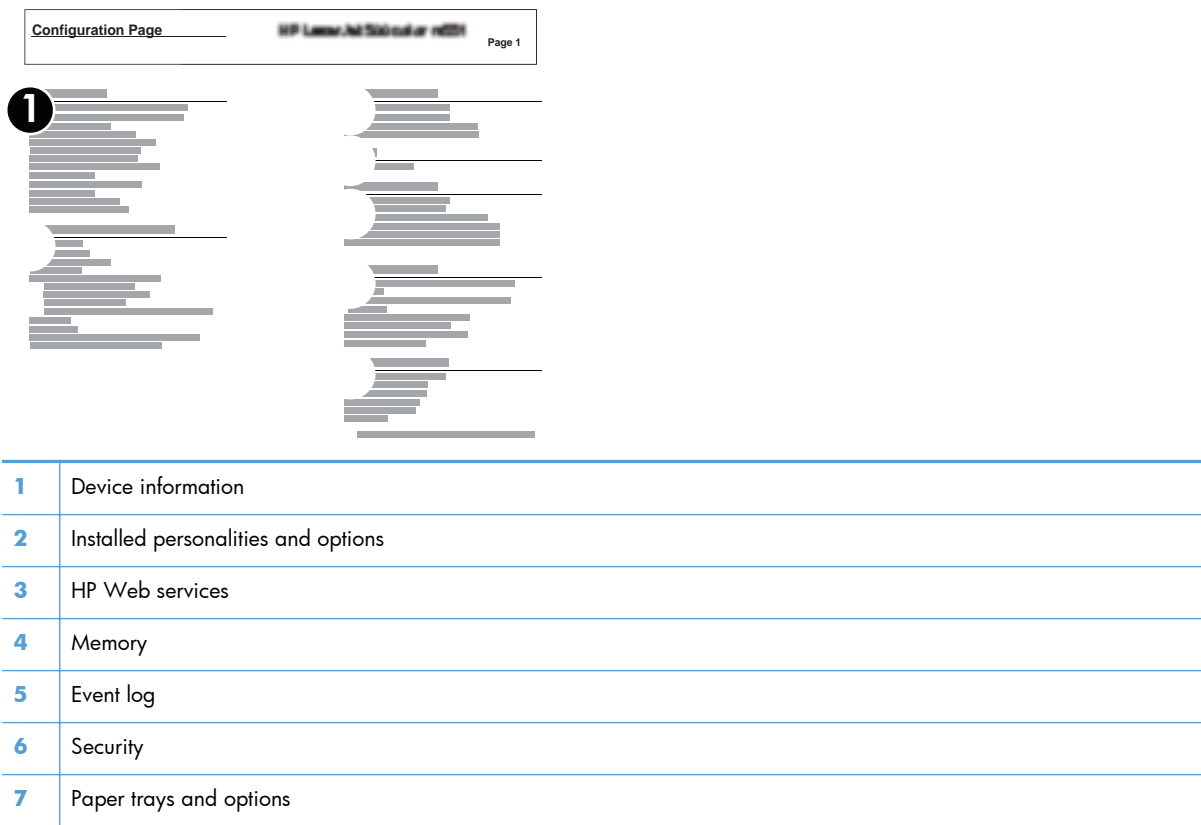 Configuration Page
Page 1
1
1 Device information
2 Installed personalities and options
3 HP Web services
4 Memory
5 Event log
6 Security
7 Paper trays and options